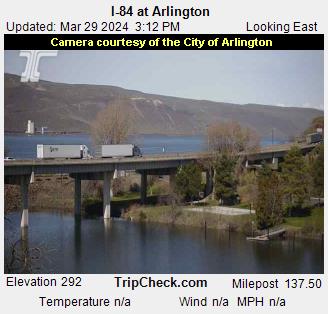 I-84 at Arlington
Updated: Mar 29 2024 3:12 PM Looking East
Camera courtesy of the City of Arlington
Elevation 292 TripCheck.com Milepost 137.50
Temperature n/a Wind n/a MPH n/a